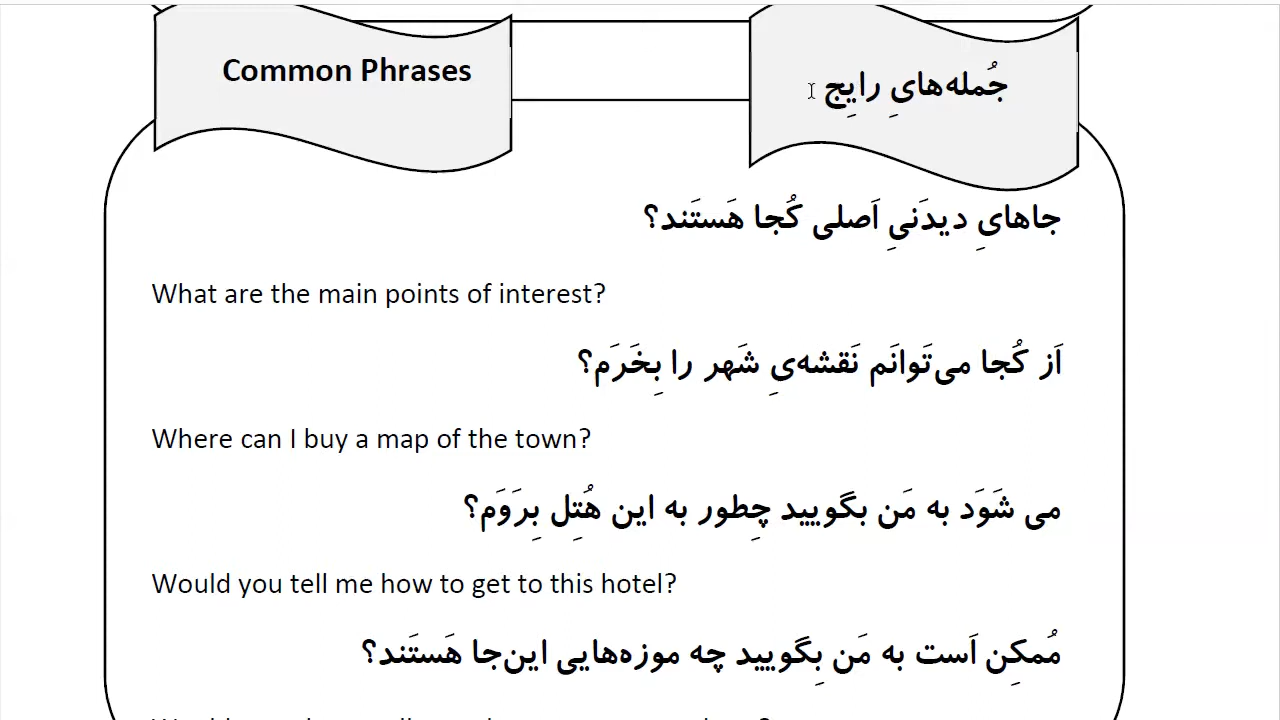 Common Phrases
جُمله‌هایِ رایِج
جاهایِ دیدَنیِ اَصلی کُجا هَستَند؟
What are the main points of interest?
اَز کُجا می‌تَوانَم نَقشه‌یِ شَهر را بِخَرَم؟
Where can I buy a map of the town?
می شَوَد به مَن بگویید چِطور به این هُتِل بِرَوَم؟
Would you tell me how to get to this hotel?
مُمکِن اَست به مَن بِگویید چه موزه‌هایی این‌جا هَستَند؟